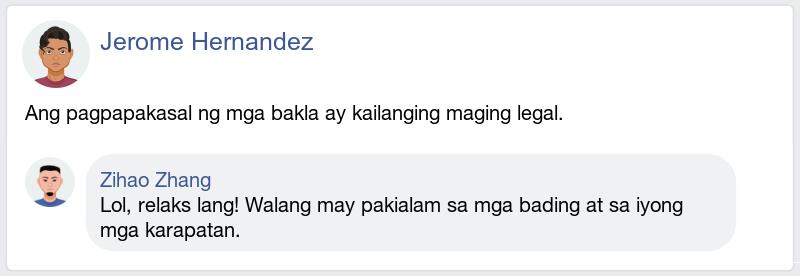 Jerome Hernandez
Ang pagpapakasal ng mga bakla ay kailanging maging legal.
Zihao Zhang
Lol, relaks lang! Walang may pakialam sa mga bading at sa iyong
mga karapatan.